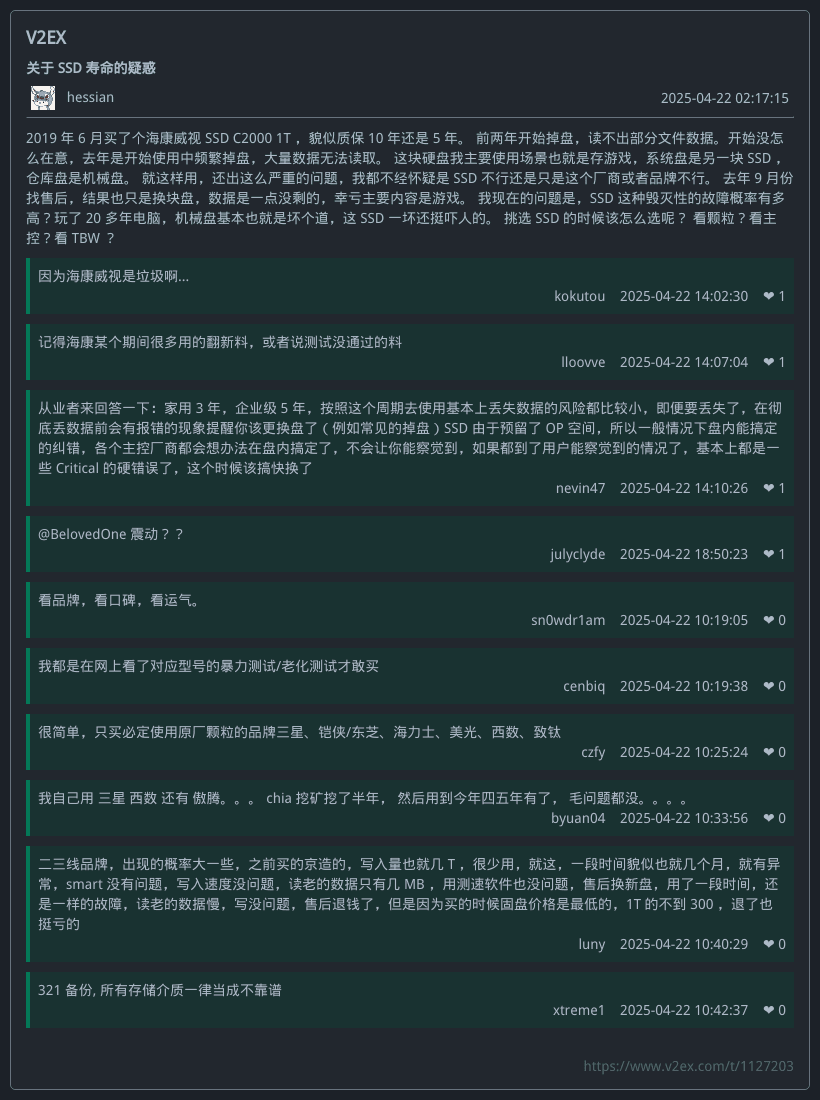 V2EX
关于 SSD 寿命的疑惑
hessian 2025-04-22 02:17:15
2019 年 6 月买了个海康威视 SSD C2000 1T ，貌似质保 10 年还是 5 年。 前两年开始掉盘，读不出部分文件数据。开始没怎
么在意，去年是开始使用中频繁掉盘，大量数据无法读取。 这块硬盘我主要使用场景也就是存游戏，系统盘是另一块 SSD ，
仓库盘是机械盘。 就这样用，还出这么严重的问题，我都不经怀疑是 SSD 不行还是只是这个厂商或者品牌不行。 去年 9 月份
找售后，结果也只是换块盘，数据是一点没剩的，幸亏主要内容是游戏。 我现在的问题是，SSD 这种毁灭性的故障概率有多
高？玩了 20 多年电脑，机械盘基本也就是坏个道，这 SSD 一坏还挺吓人的。 挑选 SSD 的时候该怎么选呢？ 看颗粒？看主
控？看 TBW ？
因为海康威视是垃圾啊...
kokutou 2025-04-22 14:02:30 ❤ 1
记得海康某个期间很多用的翻新料，或者说测试没通过的料
lloovve 2025-04-22 14:07:04 ❤ 1
从业者来回答一下：家用 3 年，企业级 5 年，按照这个周期去使用基本上丢失数据的风险都比较小，即便要丢失了，在彻
底丢数据前会有报错的现象提醒你该更换盘了（例如常见的掉盘）SSD 由于预留了 OP 空间，所以一般情况下盘内能搞定
的纠错，各个主控厂商都会想办法在盘内搞定了，不会让你能察觉到，如果都到了用户能察觉到的情况了，基本上都是一
些 Critical 的硬错误了，这个时候该搞快换了
nevin47 2025-04-22 14:10:26 ❤ 1
@BelovedOne 震动？？
julyclyde 2025-04-22 18:50:23 ❤ 1
看品牌，看口碑，看运气。
sn0wdr1am 2025-04-22 10:19:05 ❤ 0
我都是在网上看了对应型号的暴力测试/老化测试才敢买
cenbiq 2025-04-22 10:19:38 ❤ 0
很简单，只买必定使用原厂颗粒的品牌三星、铠侠/东芝、海力士、美光、西数、致钛
czfy 2025-04-22 10:25:24 ❤ 0
我自己用 三星 西数 还有 傲腾。。。 chia 挖矿挖了半年， 然后用到今年四五年有了， 毛问题都没。。。。
byuan04 2025-04-22 10:33:56 ❤ 0
二三线品牌，出现的概率大一些，之前买的京造的，写入量也就几 T ，很少用，就这，一段时间貌似也就几个月，就有异
常，smart 没有问题，写入速度没问题，读老的数据只有几 MB ，用测速软件也没问题，售后换新盘，用了一段时间，还
是一样的故障，读老的数据慢，写没问题，售后退钱了，但是因为买的时候固盘价格是最低的，1T 的不到 300 ，退了也
挺亏的
luny 2025-04-22 10:40:29 ❤ 0
321 备份, 所有存储介质一律当成不靠谱
xtreme1 2025-04-22 10:42:37 ❤ 0
https://www.v2ex.com/t/1127203